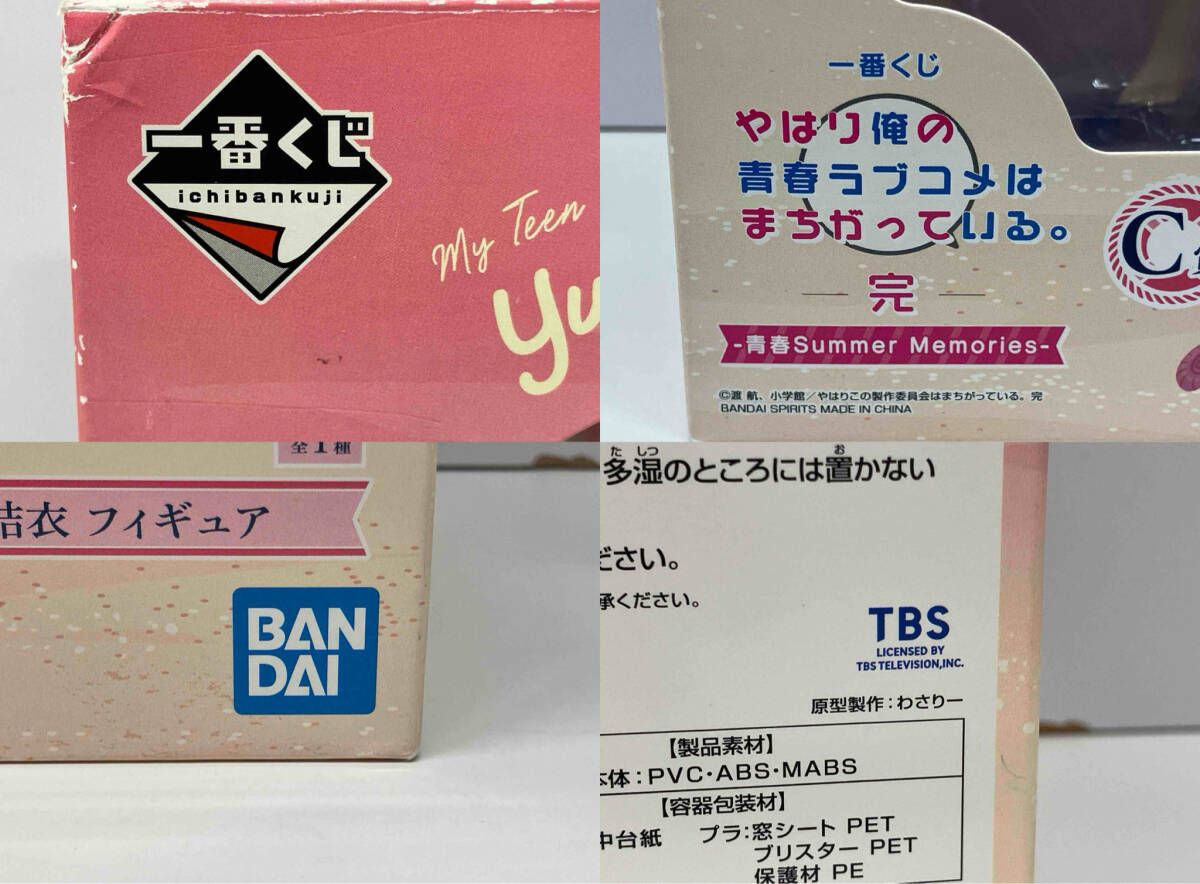 一番くじ
ichibankuji
My Teen
Yu
一番くじ
やはり俺の
青春ラブコメは
まちがっている。
完
-青春Summer Memories-
©渡 航、小学館／やはりこの製作委員会はまちがっている。完
BANDAI SPIRITS MADE IN CHINA
C
全1種
結衣 フィギュア
BAN
DAI
た しつ お
多湿のところには置かない
ださい。
承ください。
TBS
LICENSED BY
TBS TELEVISION,INC.
原型製作：わさりー
【製品素材】
本体：PVC・ABS・MABS
【容器包装材】
中台紙 プラ：窓シート PET
ブリスター PET
保護材 PE